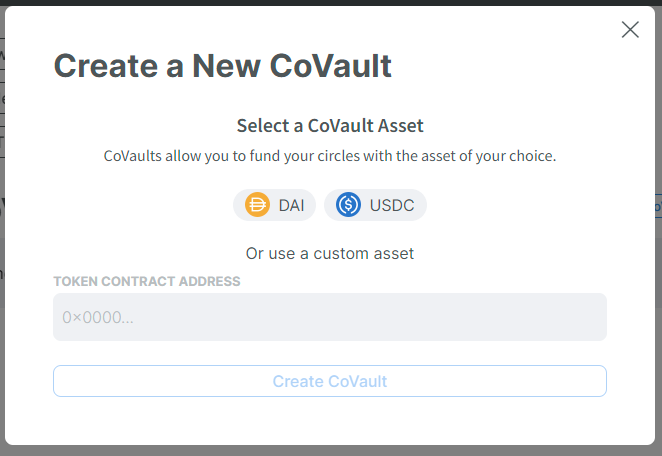 Create a New CoVault
Select a CoVault Asset
CoVaults allow you to fund your circles with the asset of your choice.
DAI USDC
Or use a custom asset
TOKEN CONTRACT ADDRESS
0x0000...
Create CoVault